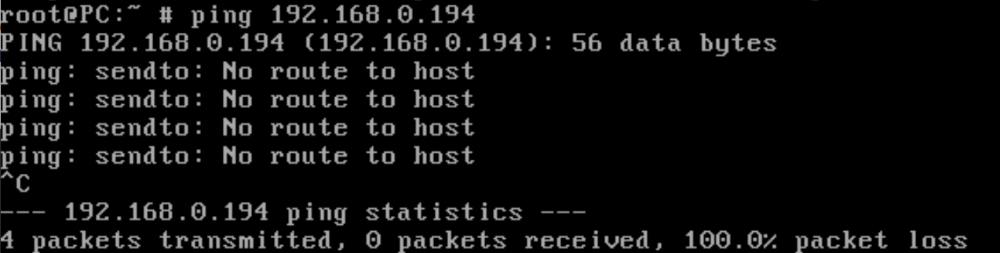 root@PC:~ # ping 192.168.0.194
PING 192.168.0.194 (192.168.0.194): 56 data bytes
ping: sendto: No route to host
ping: sendto: No route to host
ping: sendto: No route to host
ping: sendto: No route to host
^C
--- 192.168.0.194 ping statistics ---
4 packets transmitted, 0 packets received, 100.0% packet loss